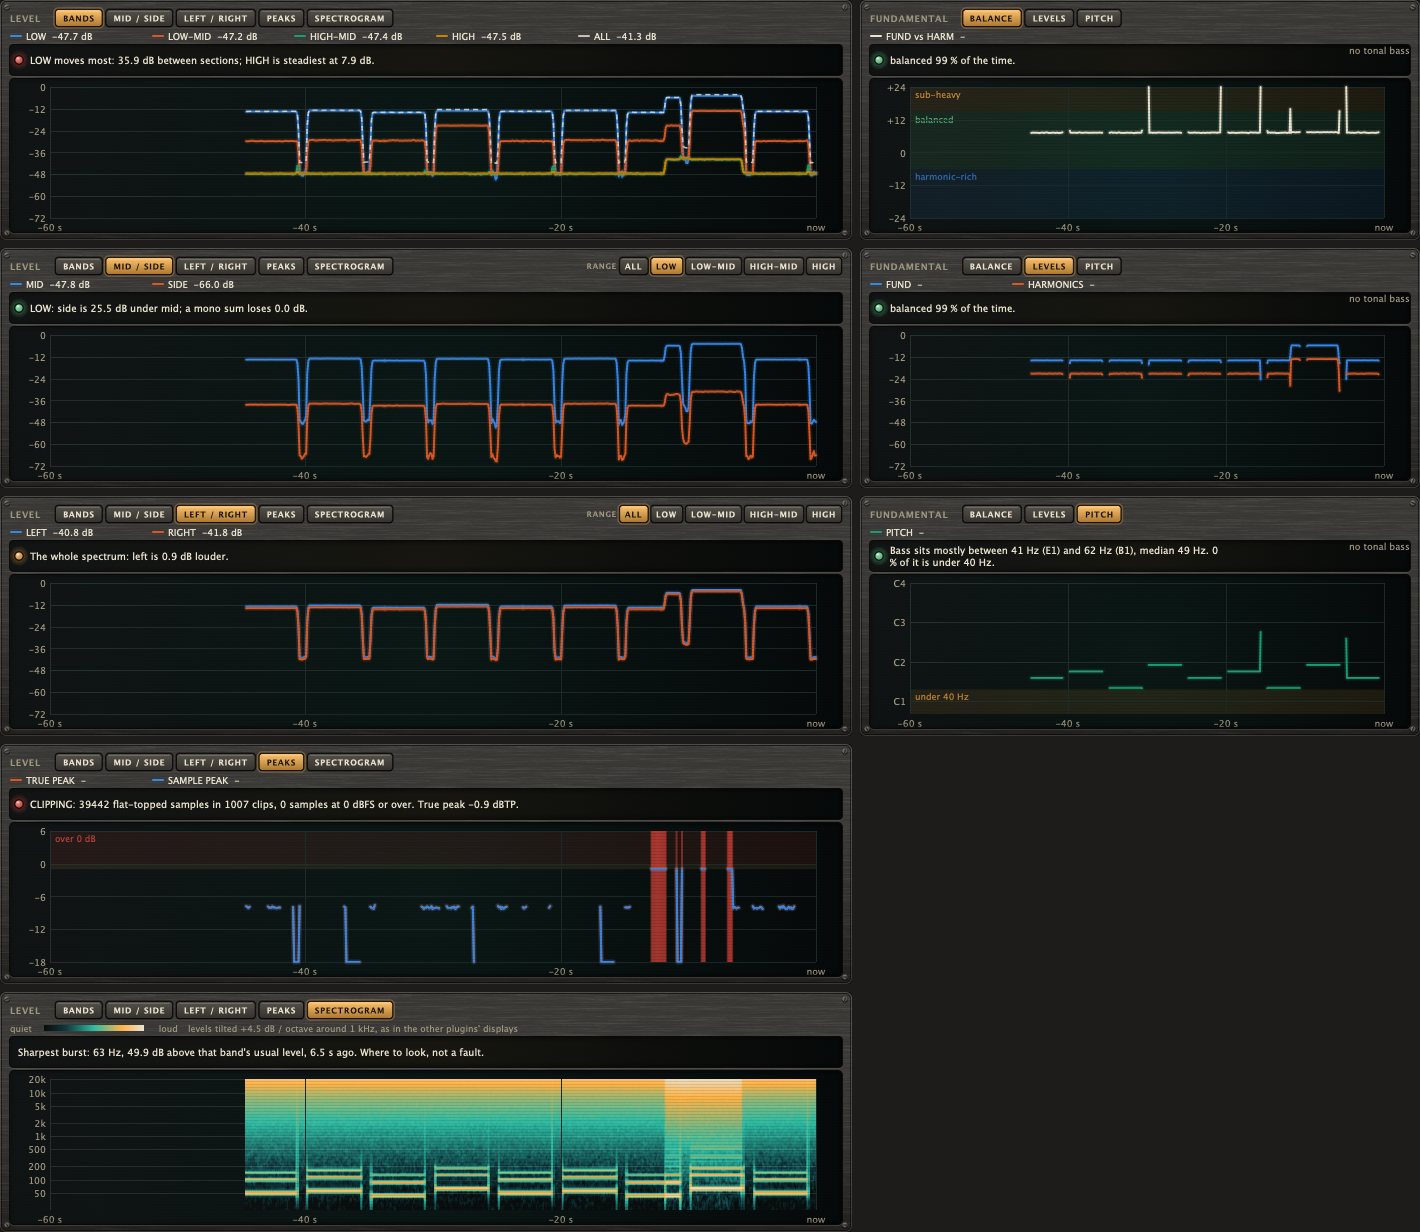 LEVEL BANDS MID / SIDE LEFT / RIGHT PEAKS SPECTROGRAM
LOW -47.7 dB LOW-MID -47.2 dB HIGH-MID -47.4 dB HIGH -47.5 dB ALL -41.3 dB
LOW moves most: 35.9 dB between sections; HIGH is steadiest at 7.9 dB.
0
-12
-24
-36
-48
-60
-72
-60 s -40 s -20 s now
FUNDAMENTAL BALANCE LEVELS PITCH
FUND vs HARM –
no tonal bass
balanced 99 % of the time.
+24
sub-heavy
+12
balanced
0
-12
harmonic-rich
-24
-60 s -40 s -20 s now
LEVEL BANDS MID / SIDE LEFT / RIGHT PEAKS SPECTROGRAM RANGE ALL LOW LOW-MID HIGH-MID HIGH
MID -47.8 dB SIDE -66.0 dB
LOW: side is 25.5 dB under mid; a mono sum loses 0.0 dB.
0
-12
-24
-36
-48
-60
-72
-60 s -40 s -20 s now
FUNDAMENTAL BALANCE LEVELS PITCH
FUND – HARMONICS –
no tonal bass
balanced 99 % of the time.
0
-12
-24
-36
-48
-60
-72
-60 s -40 s -20 s now
LEVEL BANDS MID / SIDE LEFT / RIGHT PEAKS SPECTROGRAM RANGE ALL LOW LOW-MID HIGH-MID HIGH
LEFT -40.8 dB RIGHT -41.8 dB
The whole spectrum: left is 0.9 dB louder.
0
-12
-24
-36
-48
-60
-72
-60 s -40 s -20 s now
FUNDAMENTAL BALANCE LEVELS PITCH
PITCH –
no tonal bass
Bass sits mostly between 41 Hz (E1) and 62 Hz (B1), median 49 Hz. 0
% of it is under 40 Hz.
C4
C3
C2
under 40 Hz
C1
-60 s -40 s -20 s now
LEVEL BANDS MID / SIDE LEFT / RIGHT PEAKS SPECTROGRAM
TRUE PEAK – SAMPLE PEAK –
CLIPPING: 39442 flat-topped samples in 1007 clips, 0 samples at 0 dBFS or over. True peak -0.9 dBTP.
6
over 0 dB
0
-6
-12
-18
-60 s -40 s -20 s now
LEVEL BANDS MID / SIDE LEFT / RIGHT PEAKS SPECTROGRAM
quiet loud levels tilted +4.5 dB / octave around 1 kHz, as in the other plugins' displays
Sharpest burst: 63 Hz, 49.9 dB above that band's usual level, 6.5 s ago. Where to look, not a fault.
20k
10k
5k
2k
1k
500
200
100
50
-60 s -40 s -20 s now